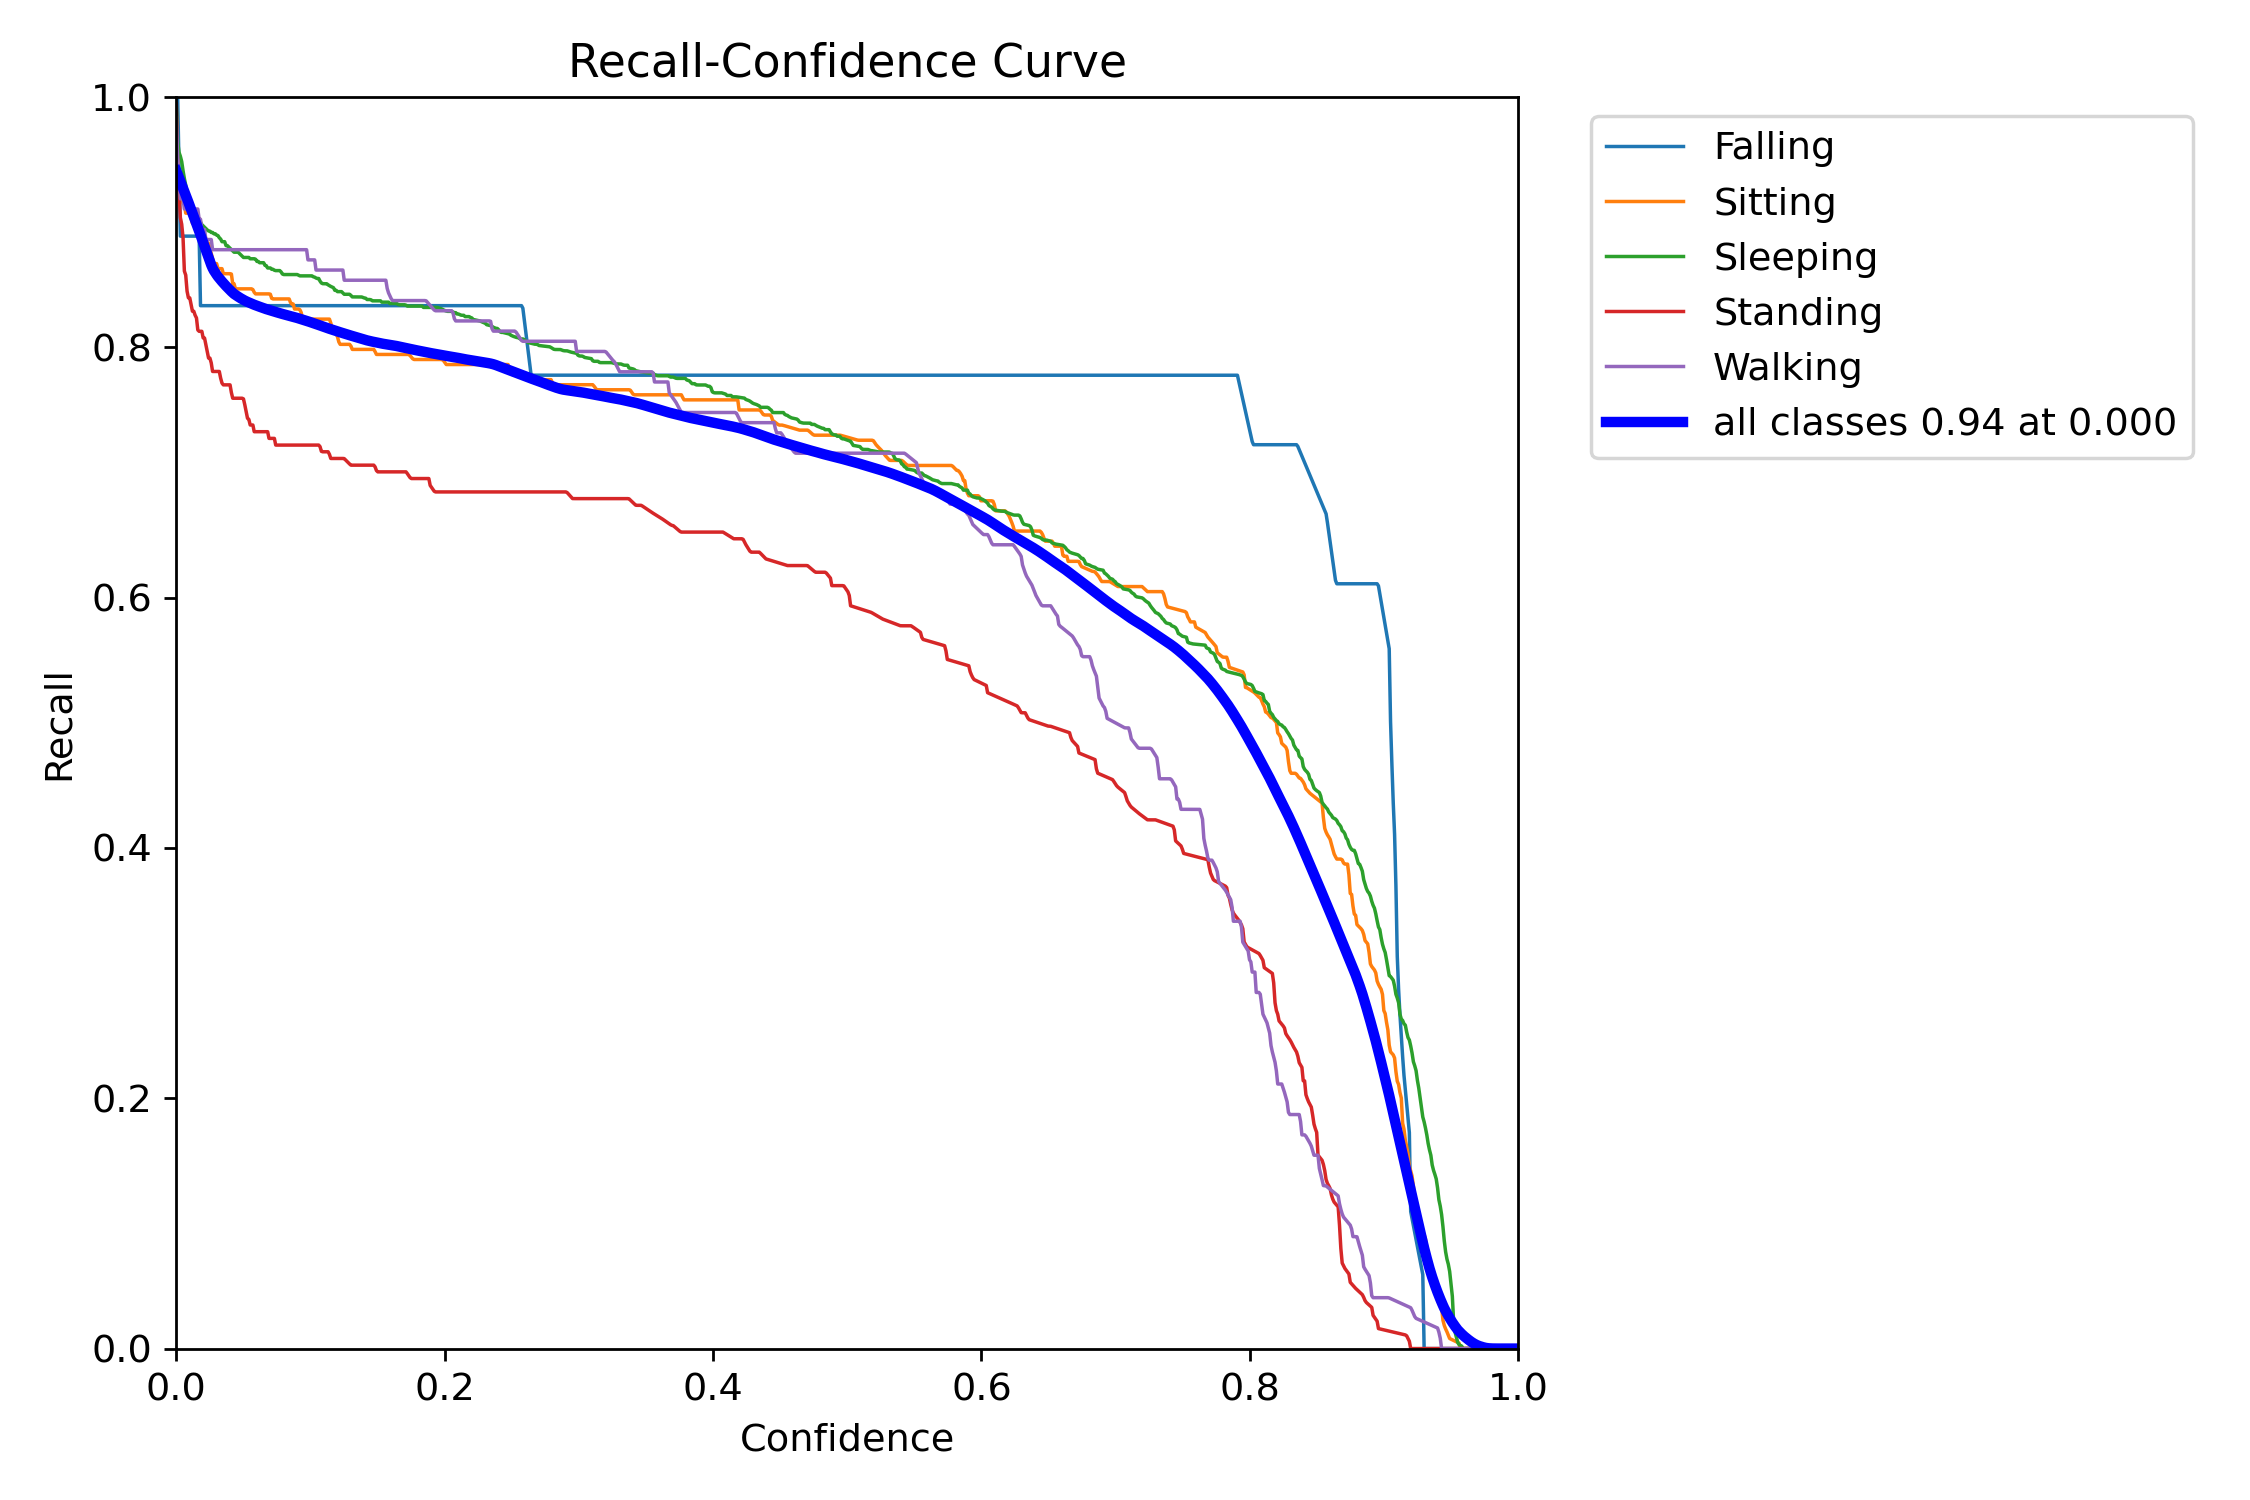 Recall-Confidence Curve
1.0
0.8
0.6
0.4
0.2
0.0
Recall
0.0 0.2 0.4 0.6 0.8 1.0
Confidence
Falling
Sitting
Sleeping
Standing
Walking
all classes 0.94 at 0.000